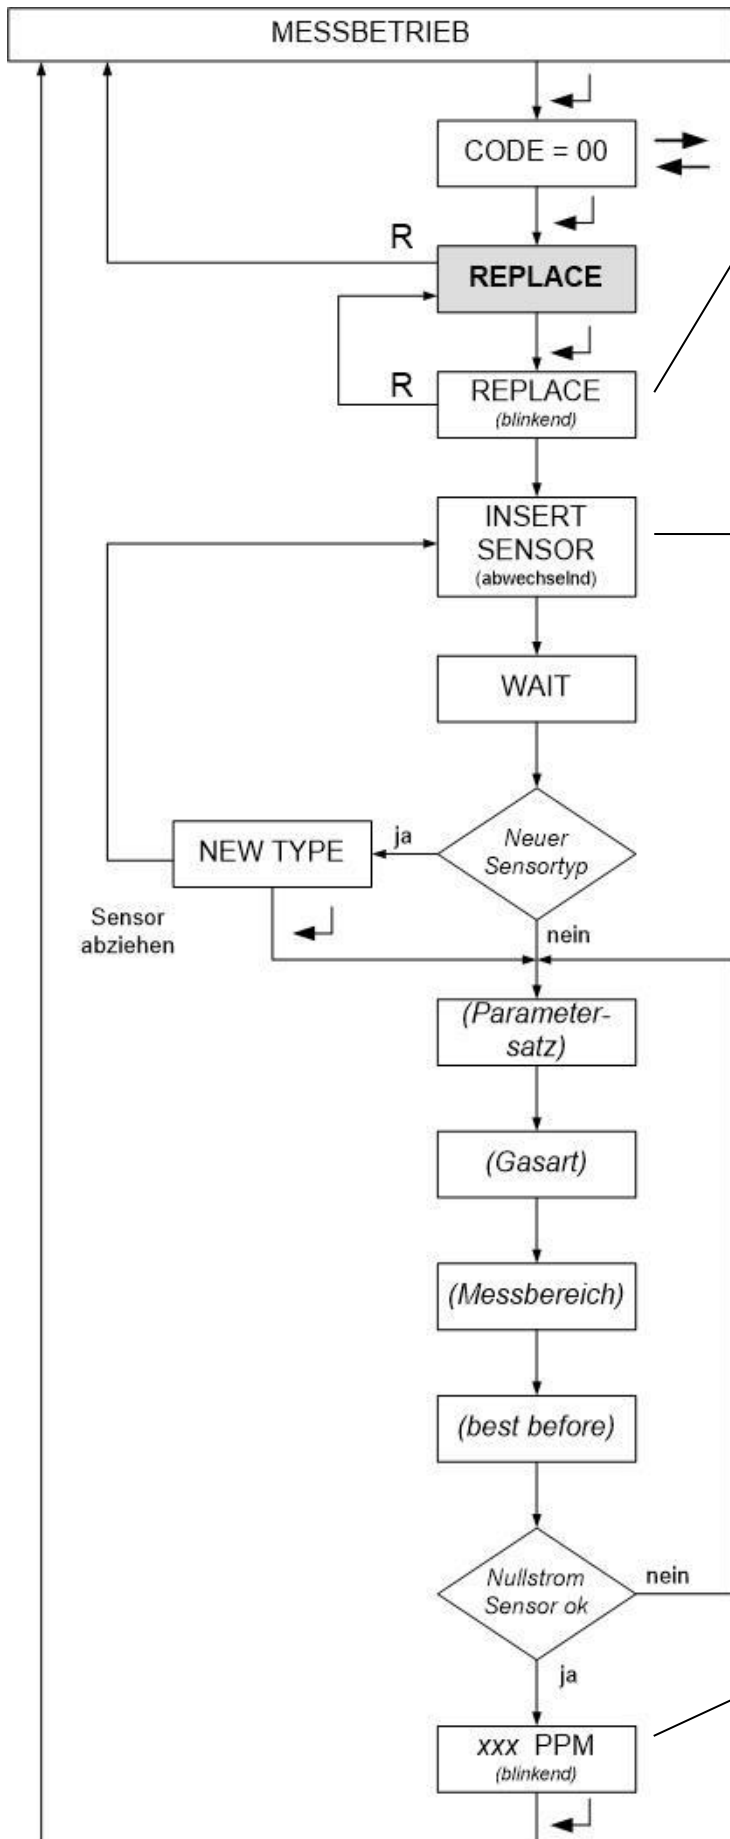 MESSBETRIEB
CODE = 00
R
REPLACE
R
REPLACE
(blinkend)
INSERT
SENSOR
(abwechselnd)
WAIT
Neuer
Sensortyp
ja
NEW TYPE
Sensor
abziehen
nein
(Parameter-
satz)
(Gasart)
(Messbereich)
(best before)
Nullstrom
Sensor ok
nein
ja
xxx PPM
(blinkend)